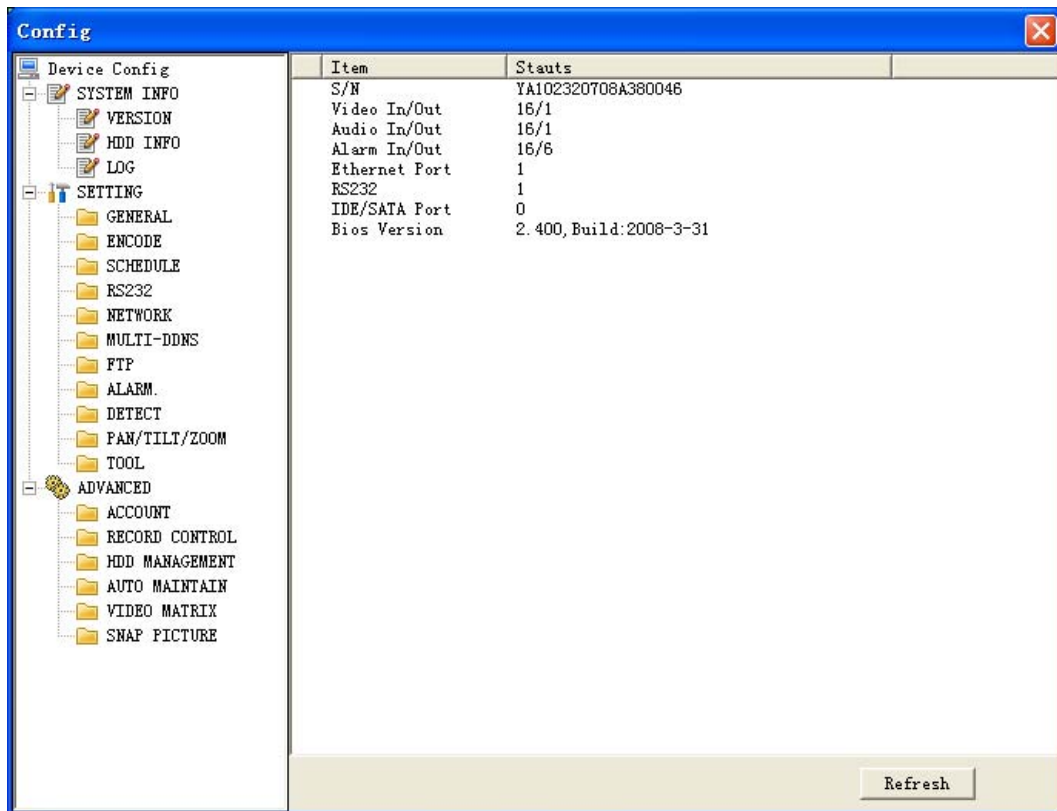 Config
Device Config
SYSTEM INFO
VERSION
HDD INFO
LOG
SETTING
GENERAL
ENCODE
SCHEDULE
RS232
NETWORK
MULTI-DDNS
FTP
ALARM.
DETECT
PAN/TILT/ZOOM
TOOL
ADVANCED
ACCOUNT
RECORD CONTROL
HDD MANAGEMENT
AUTO MAINTAIN
VIDEO MATRIX
SNAP PICTURE
Item Stauts
S/N YA102320708A380046
Video In/Out 16/1
Audio In/Out 16/1
Alarm In/Out 16/6
Ethernet Port 1
RS232 1
IDE/SATA Port 0
Bios Version 2.400,Build:2008-3-31
Refresh